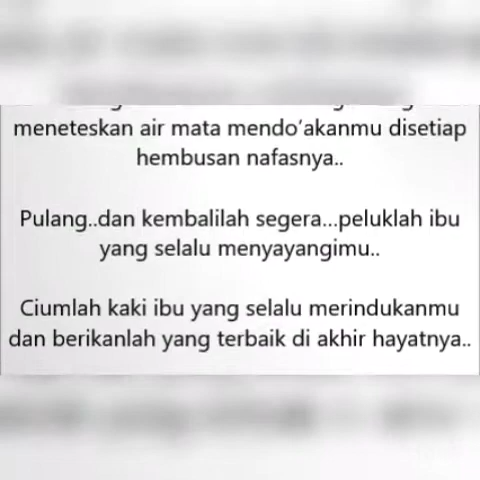 meneteskan air mata mendo'akanmu disetiap
hembusan nafasnya..
Pulang..dan kembalilah segera...peluklah ibu
yang selalu menyayangimu..
Ciumlah kaki ibu yang selalu merindukanmu
dan berikanlah yang terbaik di akhir hayatnya..